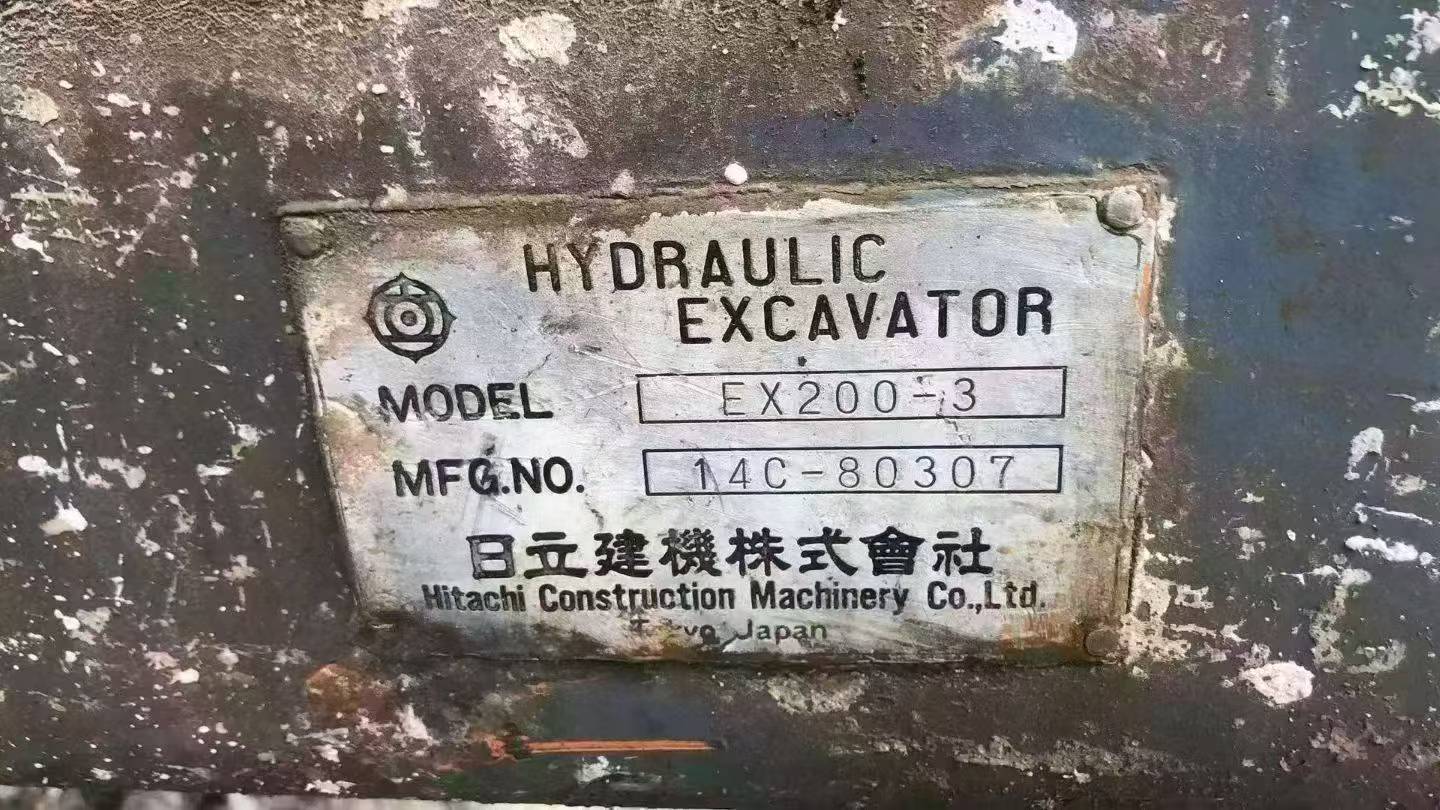 HYDRAULIC
EXCAVATOR
MODEL EX200-3
MFG.NO. 14C-80307
日立建機株式會社
Hitachi Construction Machinery Co.,Ltd.
Tokyo Japan